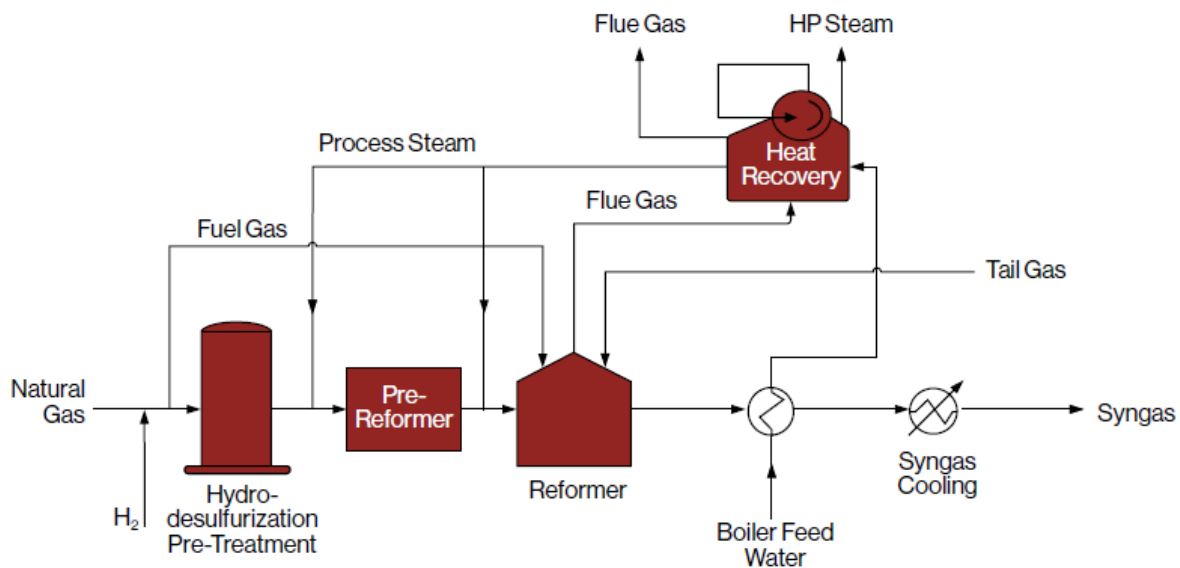 Flue Gas
HP Steam
Process Steam
Heat
Recovery
Flue Gas
Fuel Gas
Tail Gas
Natural
Gas
Pre-
Reformer
Syngas
H₂
Hydro-
desulfurization
Pre-Treatment
Reformer
Syngas
Cooling
Boiler Feed
Water